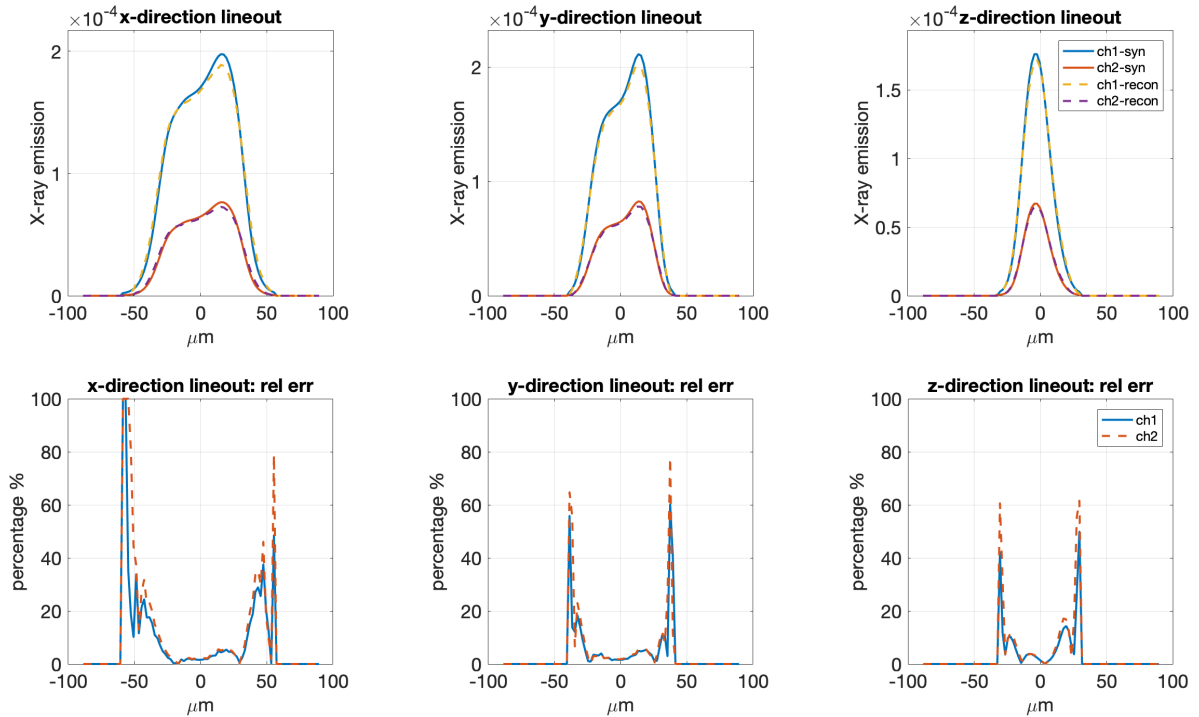 ×10⁻⁴ x-direction lineout
X-ray emission
2
1
0
-100 -50 0 50 100
μm
×10⁻⁴ y-direction lineout
X-ray emission
2
1
0
-100 -50 0 50 100
μm
×10⁻⁴ z-direction lineout
X-ray emission
1.5
1
0.5
0
-100 -50 0 50 100
μm
ch1-syn
ch2-syn
ch1-recon
ch2-recon
x-direction lineout: rel err
percentage %
100
80
60
40
20
0
-100 -50 0 50 100
μm
y-direction lineout: rel err
percentage %
100
80
60
40
20
0
-100 -50 0 50 100
μm
z-direction lineout: rel err
percentage %
100
80
60
40
20
0
-100 -50 0 50 100
μm
ch1
ch2